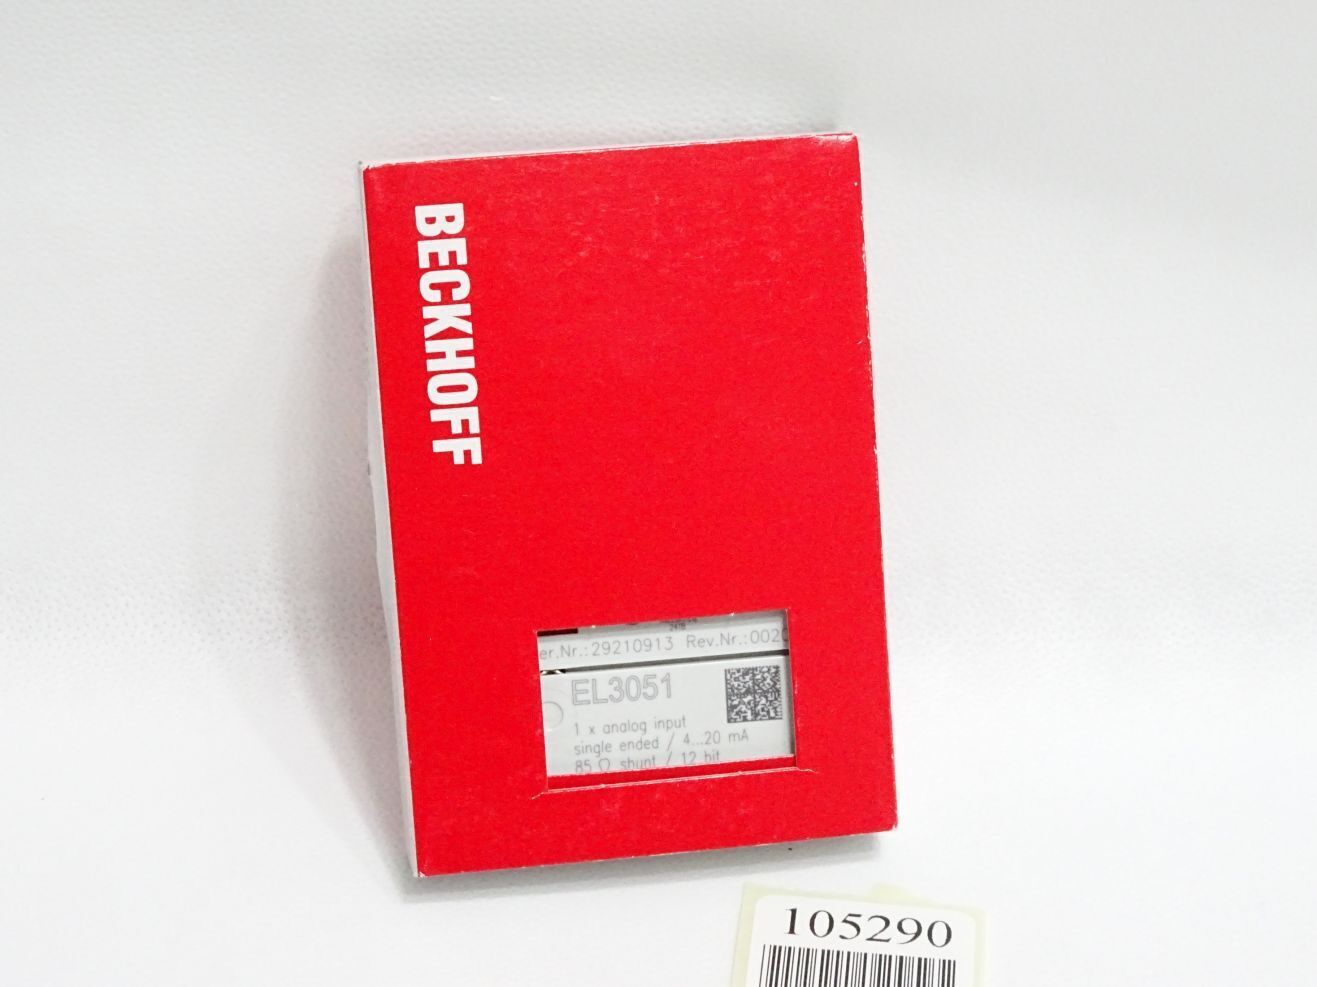 BECKHOFF
er.Nr.:29210913 Rev.Nr.:0020
EL3051
1 x analog input
single ended / 4...20 mA
85 Ω shunt / 12 bit
105290